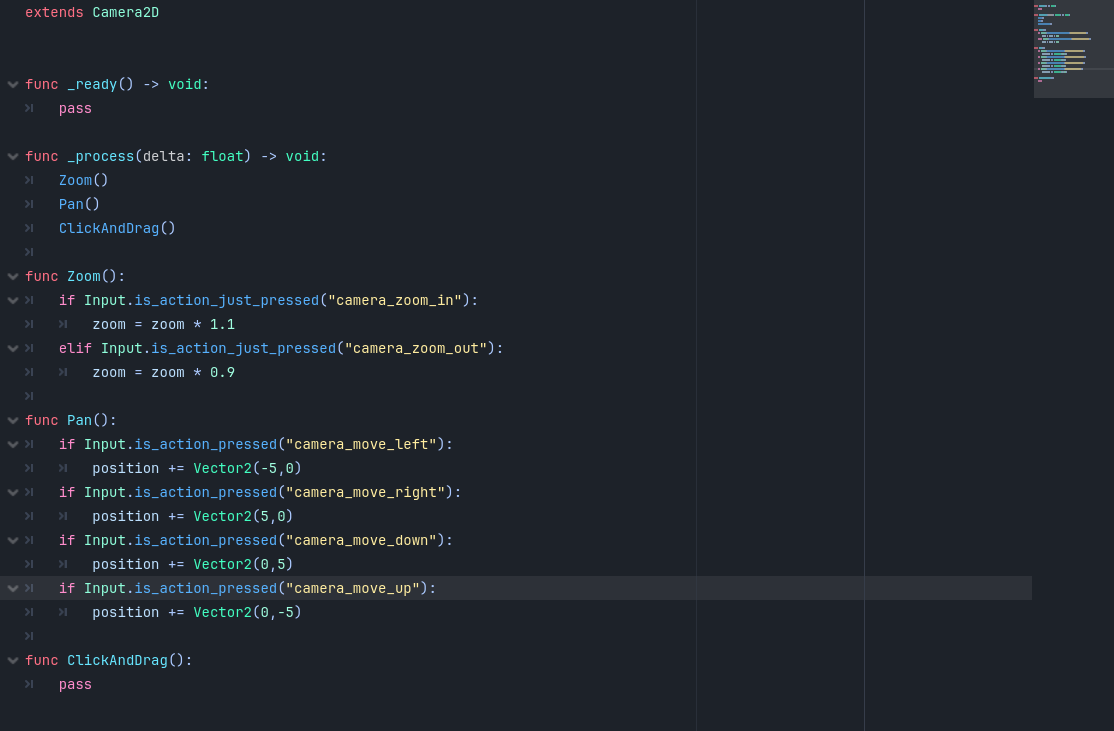 extends Camera2D
func _ready() -> void:
pass
func _process(delta: float) -> void:
Zoom()
Pan()
ClickAndDrag()
func Zoom():
if Input.is_action_just_pressed("camera_zoom_in"):
zoom = zoom * 1.1
elif Input.is_action_just_pressed("camera_zoom_out"):
zoom = zoom * 0.9
func Pan():
if Input.is_action_pressed("camera_move_left"):
position += Vector2(-5,0)
if Input.is_action_pressed("camera_move_right"):
position += Vector2(5,0)
if Input.is_action_pressed("camera_move_down"):
position += Vector2(0,5)
if Input.is_action_pressed("camera_move_up"):
position += Vector2(0,-5)
func ClickAndDrag():
pass